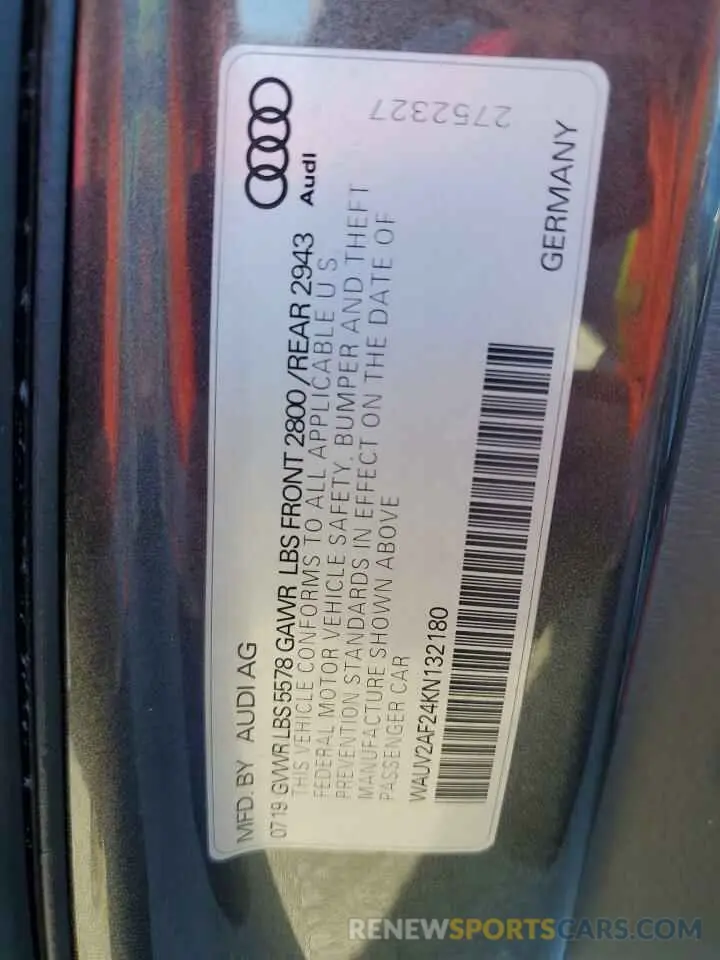 Audi
2752327
MFD. BY AUDI AG
0719 GVWR LBS 5578 GAWR LBS FRONT 2800 /REAR 2943
THIS VEHICLE CONFORMS TO ALL APPLICABLE U S
FEDERAL MOTOR VEHICLE SAFETY, BUMPER AND THEFT
PREVENTION STANDARDS IN EFFECT ON THE DATE OF
MANUFACTURE SHOWN ABOVE
PASSENGER CAR
WAUV2AF24KN132180
GERMANY
RENEWSPORTSCARS.COM